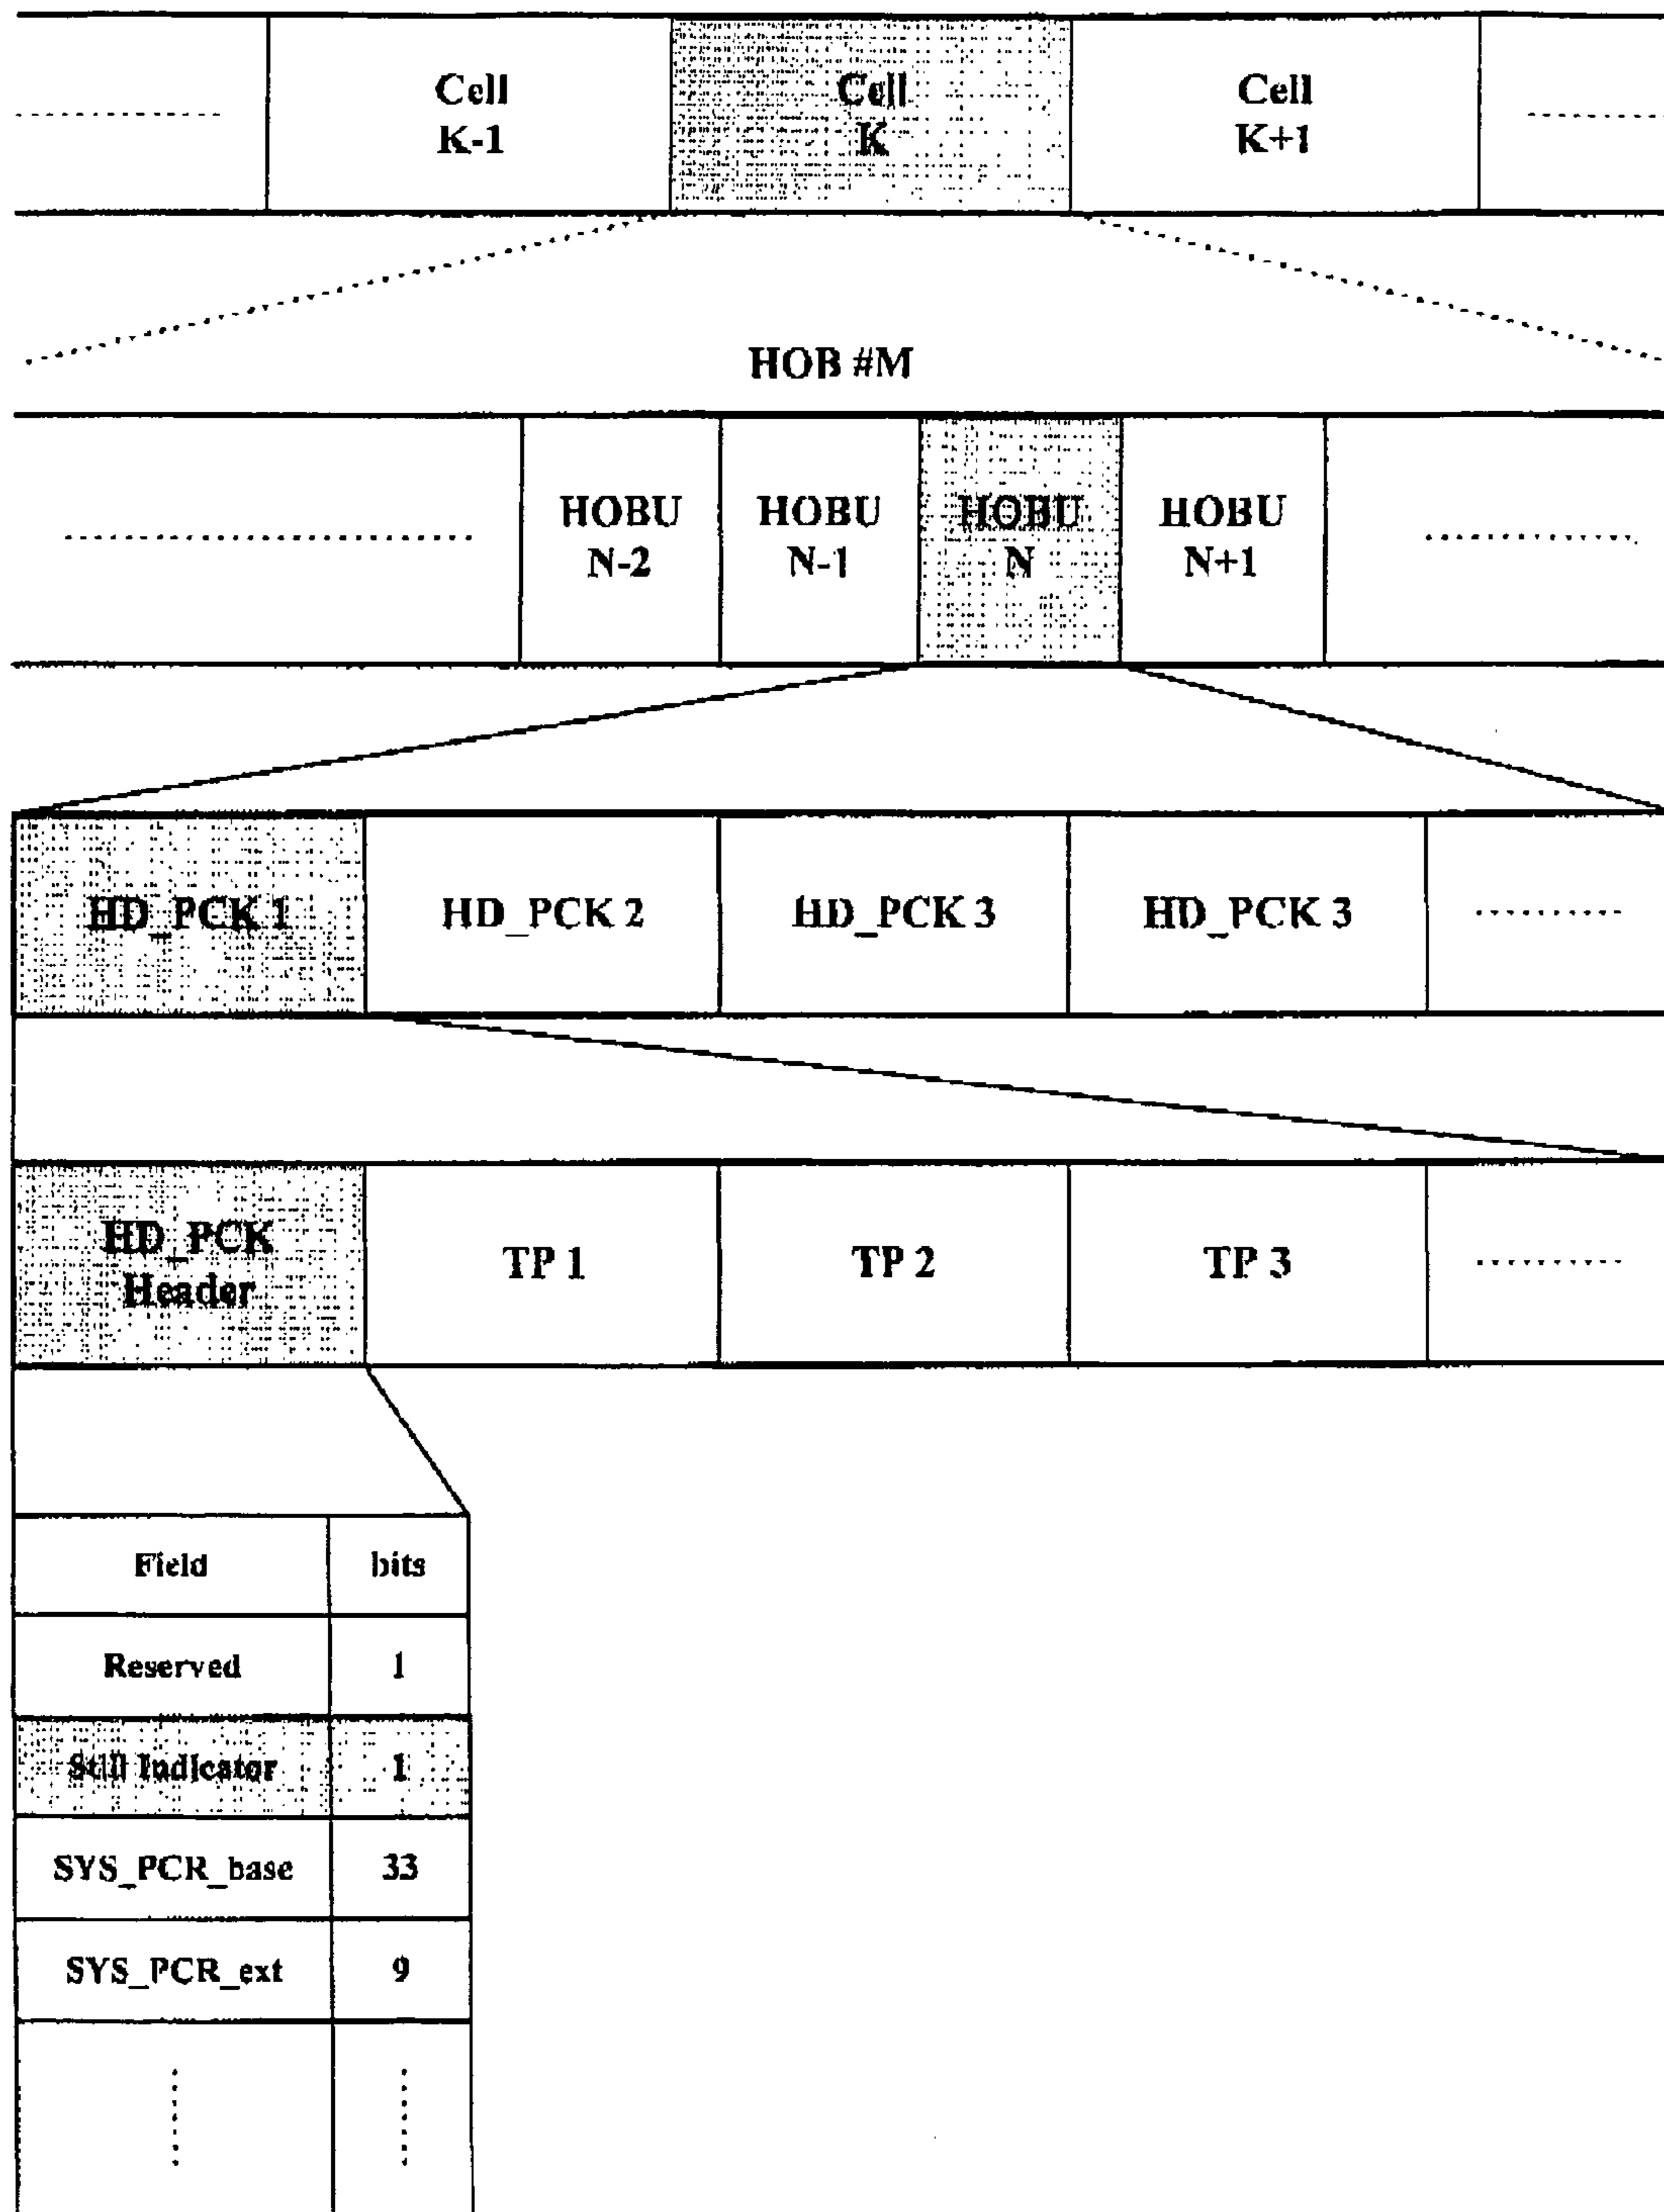 Cell Cell Cell
K-1 K K+1
HOB #M
HOBU HOBU HOBU HOBU
N-2 N-1 N N+1
HD_PCK 1 HD_PCK 2 HD_PCK 3 HD_PCK 3
HD_PCK
Header TP 1 TP 2 TP 3
Field bits
Reserved 1
Still Indicator 1
SYS_PCR_base 33
SYS_PCR_ext 9